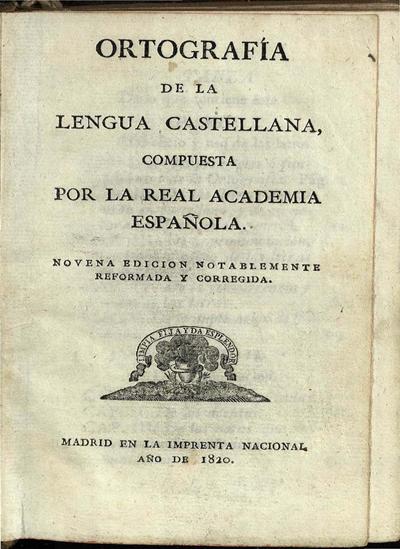 ORTOGRAFÍA
DE LA
LENGUA CASTELLANA,
COMPUESTA
POR LA REAL ACADEMIA
ESPAÑOLA.
NOVENA EDICION NOTABLEMENTE
REFORMADA Y CORREGIDA.
LIMPIA FIJA Y DA ESPLENDOR
MADRID EN LA IMPRENTA NACIONAL
AÑO DE 1820.